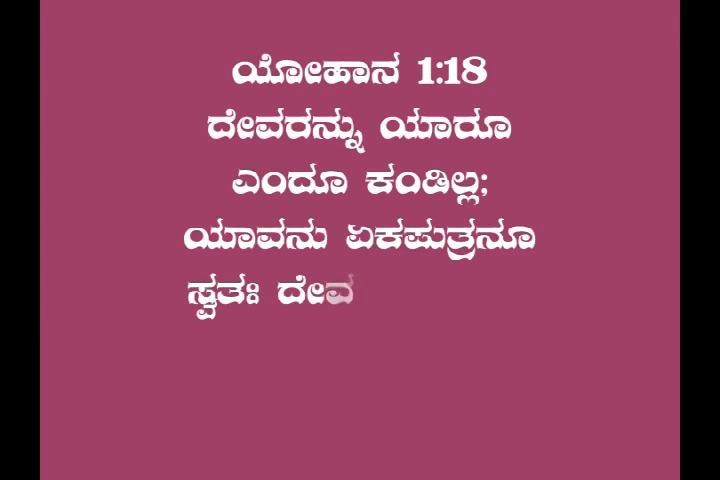 ಯೋಹಾನ 1:18
ದೇವರನ್ನು ಯಾರೂ
ಎಂದೂ ಕಂಡಿಲ್ಲ;
ಯಾವನು ಏಕಪುತ್ರನೂ
ಸ್ವತಃ ದೇವ